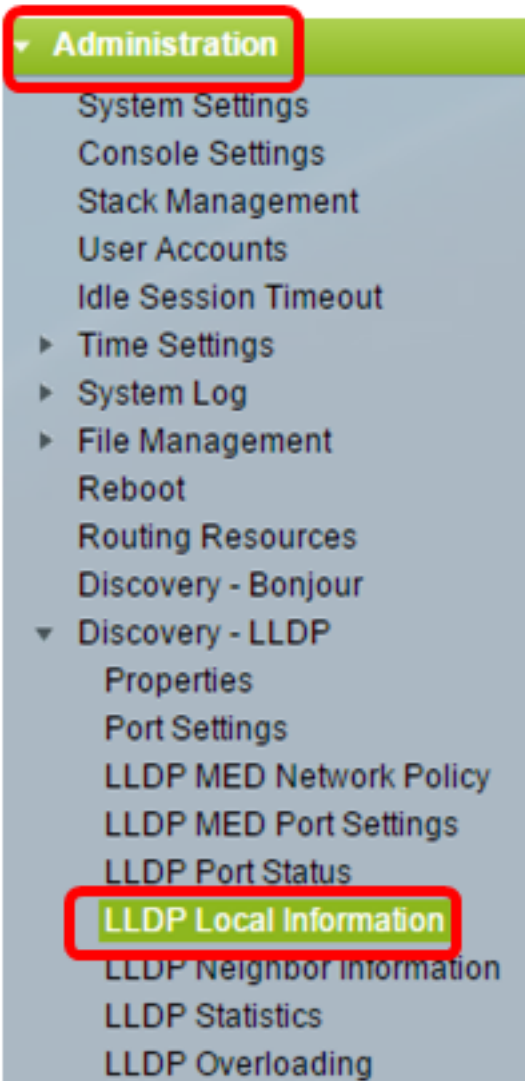 Administration
System Settings
Console Settings
Stack Management
User Accounts
Idle Session Timeout
Time Settings
System Log
File Management
Reboot
Routing Resources
Discovery - Bonjour
Discovery - LLDP
Properties
Port Settings
LLDP MED Network Policy
LLDP MED Port Settings
LLDP Port Status
LLDP Local Information
LLDP Neighbor Information
LLDP Statistics
LLDP Overloading